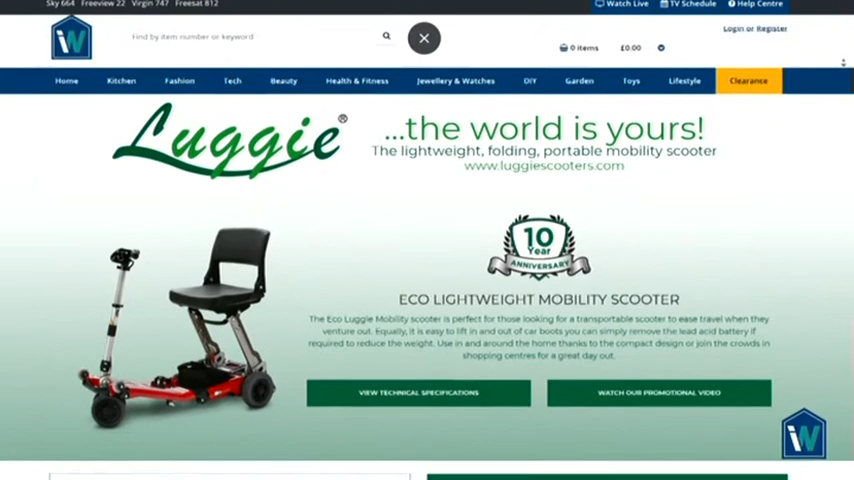 Sky 664 Freeview 22 Virgin 747 Freesat 812
Watch Live TV Schedule Help Centre
iW
Find by item number or keyword
Login or Register
0 items £0.00
Home Kitchen Fashion Tech Beauty Health & Fitness Jewellery & Watches DIY Garden Toys Lifestyle Clearance
Luggie®
...the world is yours!
The lightweight, folding, portable mobility scooter
www.luggiescooters.com
10
Year
ANNIVERSARY
ECO LIGHTWEIGHT MOBILITY SCOOTER
The Eco Luggie Mobility scooter is perfect for those looking for a transportable scooter to ease travel when they
venture out. Equally, it is easy to lift in and out of car boots you can simply remove the lead acid battery if
required to reduce the weight. Use in and around the home thanks to the compact design or join the crowds in
shopping centres for a great day out.
VIEW TECHNICAL SPECIFICATIONS
WATCH OUR PROMOTIONAL VIDEO
iW